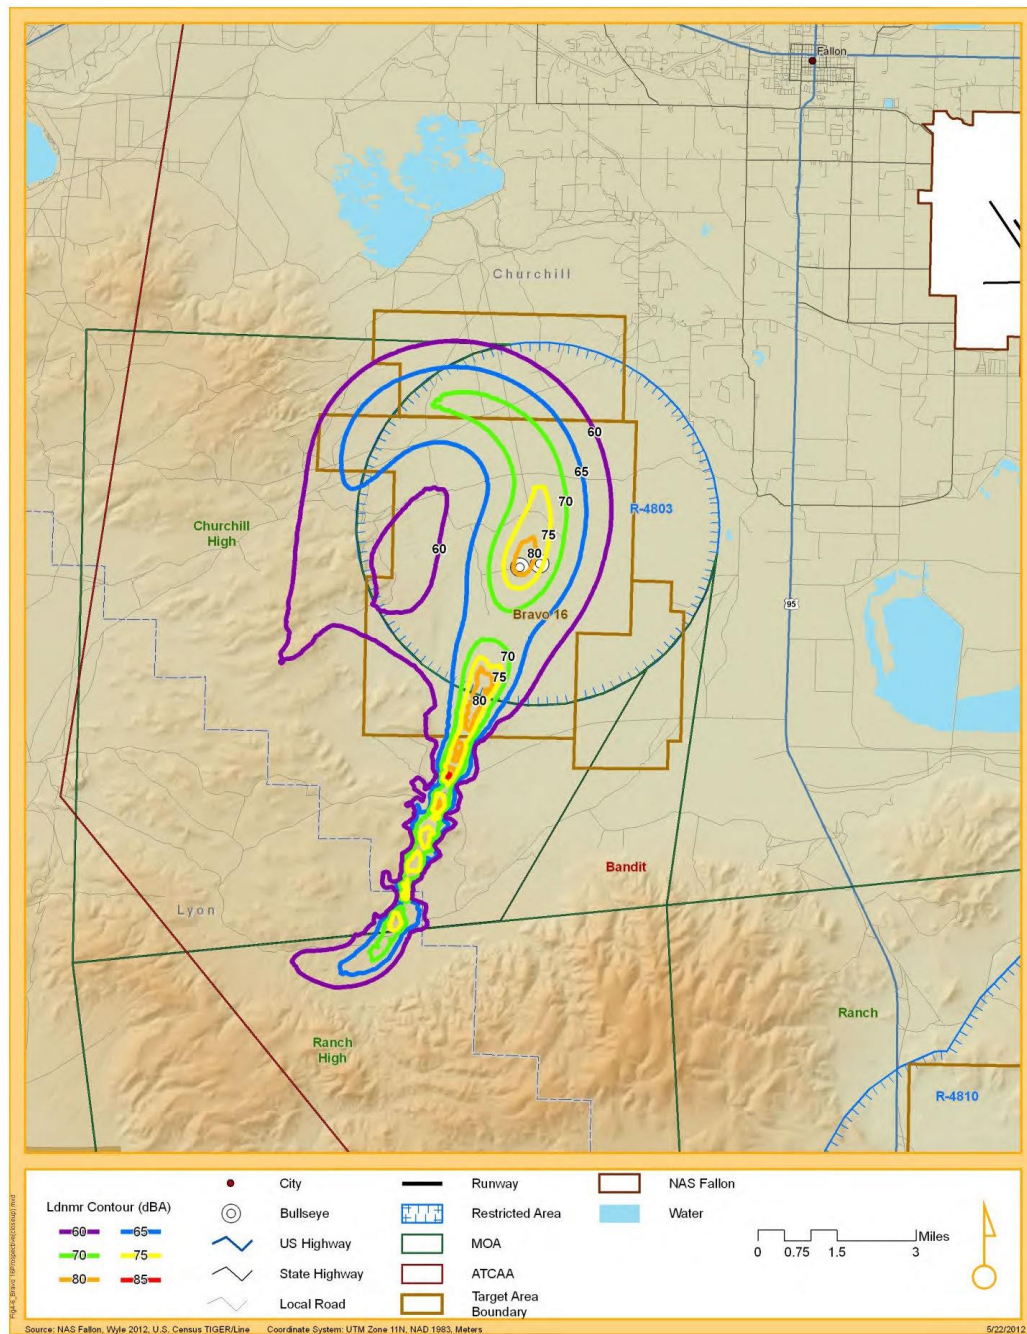 Fallon
Churchill
60
65
R-4803
70
Churchill
High
75
60
80
Bravo 16
95
70
75
80
Bandit
Lyon
Ranch
Ranch
High
R-4810
Ldnmr Contour (dBA)
60
65
70
75
80
85
City
Bullseye
US Highway
State Highway
Local Road
Runway
Restricted Area
MOA
ATCAA
Target Area
Boundary
NAS Fallon
Water
Miles
0 0.75 1.5 3
Source: NAS Fallon, Wyle 2012, U.S. Census TIGER/Line Coordinate System: UTM Zone 11N, NAD 1983, Meters
5/22/2012